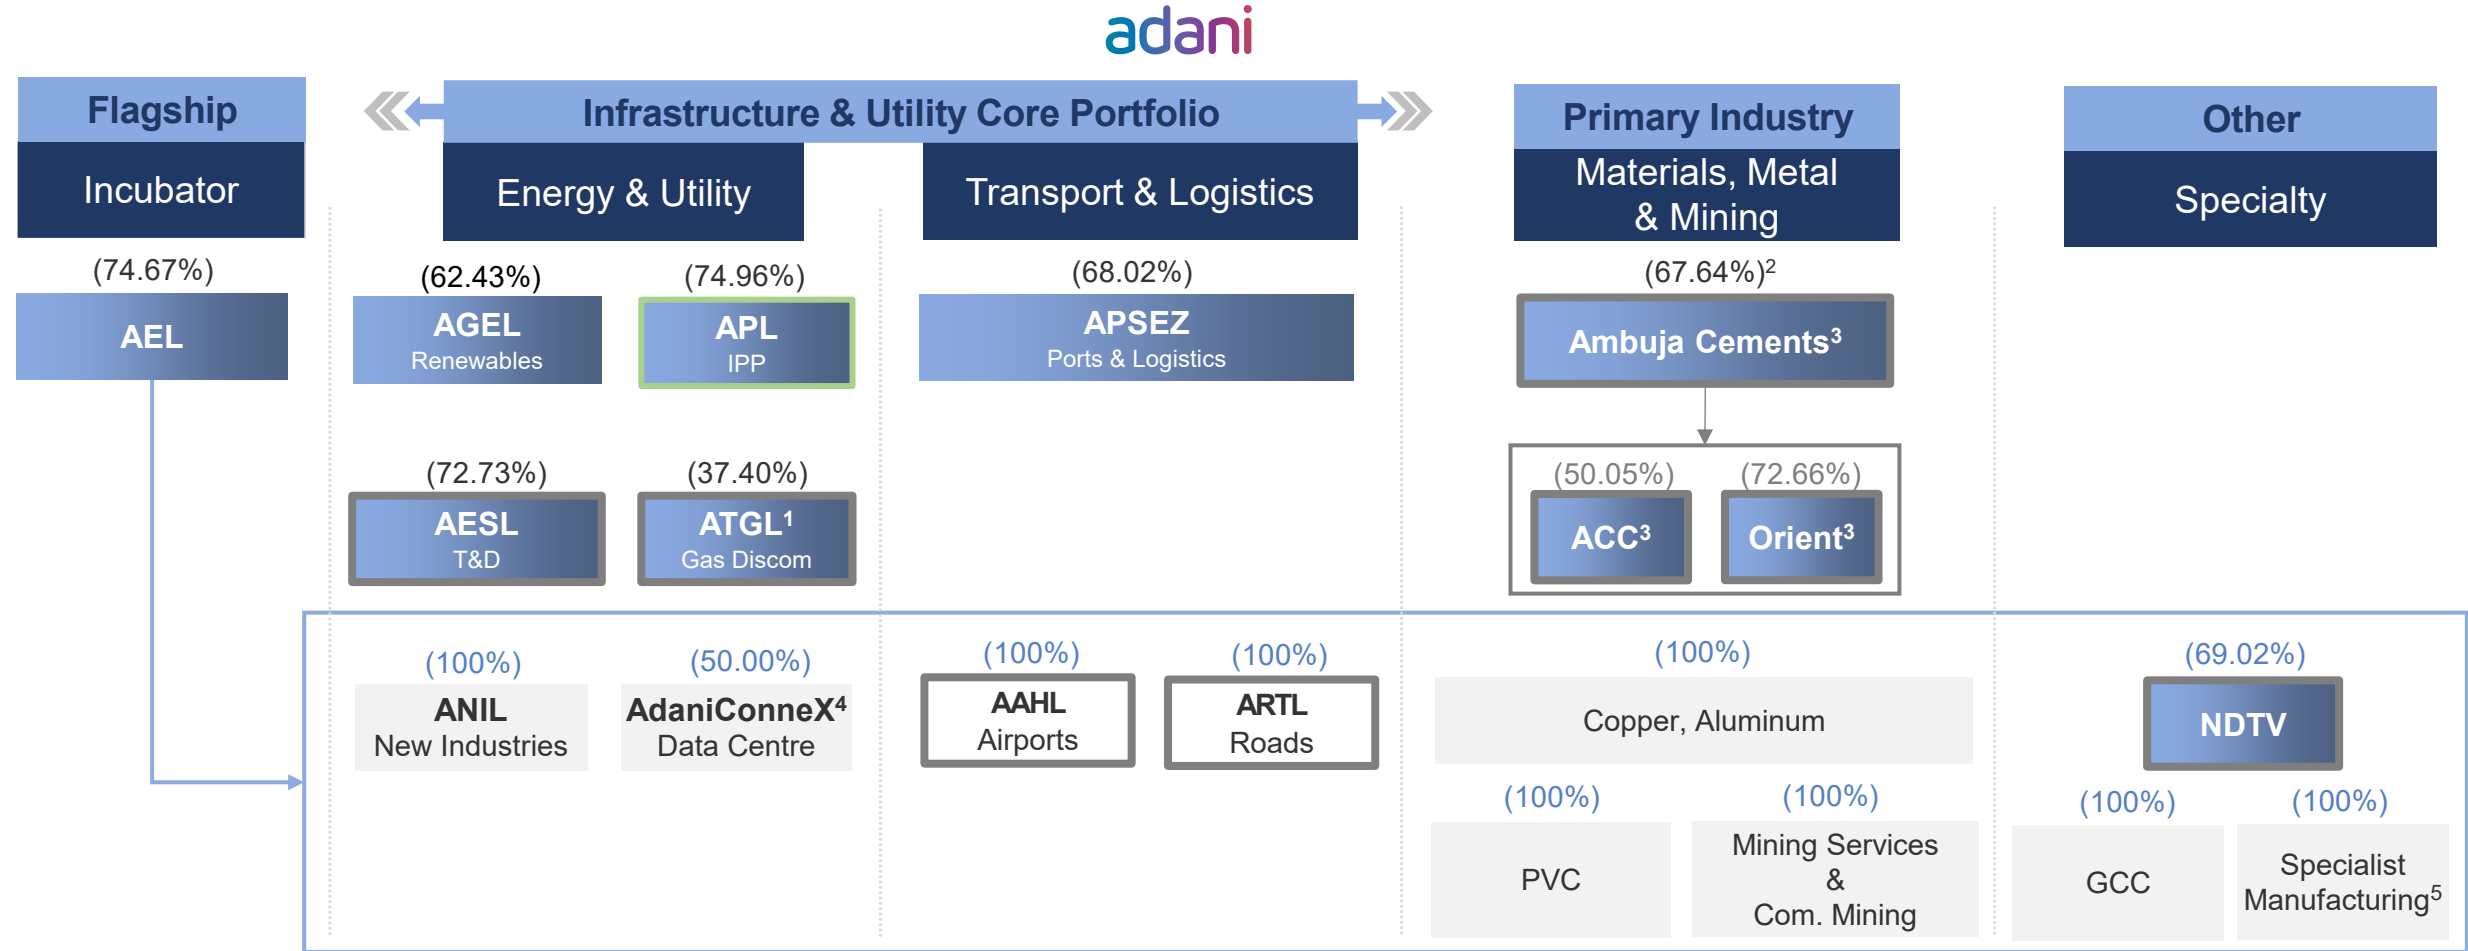 adani
Flagship
Incubator
(74.67%)
AEL
Infrastructure & Utility Core Portfolio
Energy & Utility
(62.43%)
AGEL
Renewables
(74.96%)
APL
IPP
(72.73%)
AESL
T&D
(37.40%)
ATGL¹
Gas Discom
Transport & Logistics
(68.02%)
APSEZ
Ports & Logistics
Primary Industry
Materials, Metal
& Mining
(67.64%)²
Ambuja Cements³
(50.05%)
ACC³
(72.66%)
Orient³
Other
Specialty
(100%)
ANIL
New Industries
(50.00%)
AdaniConneX⁴
Data Centre
(100%)
AAHL
Airports
(100%)
ARTL
Roads
(100%)
Copper, Aluminum
(100%)
PVC
(100%)
Mining Services
&
Com. Mining
(69.02%)
NDTV
(100%)
GCC
(100%)
Specialist
Manufacturing⁵